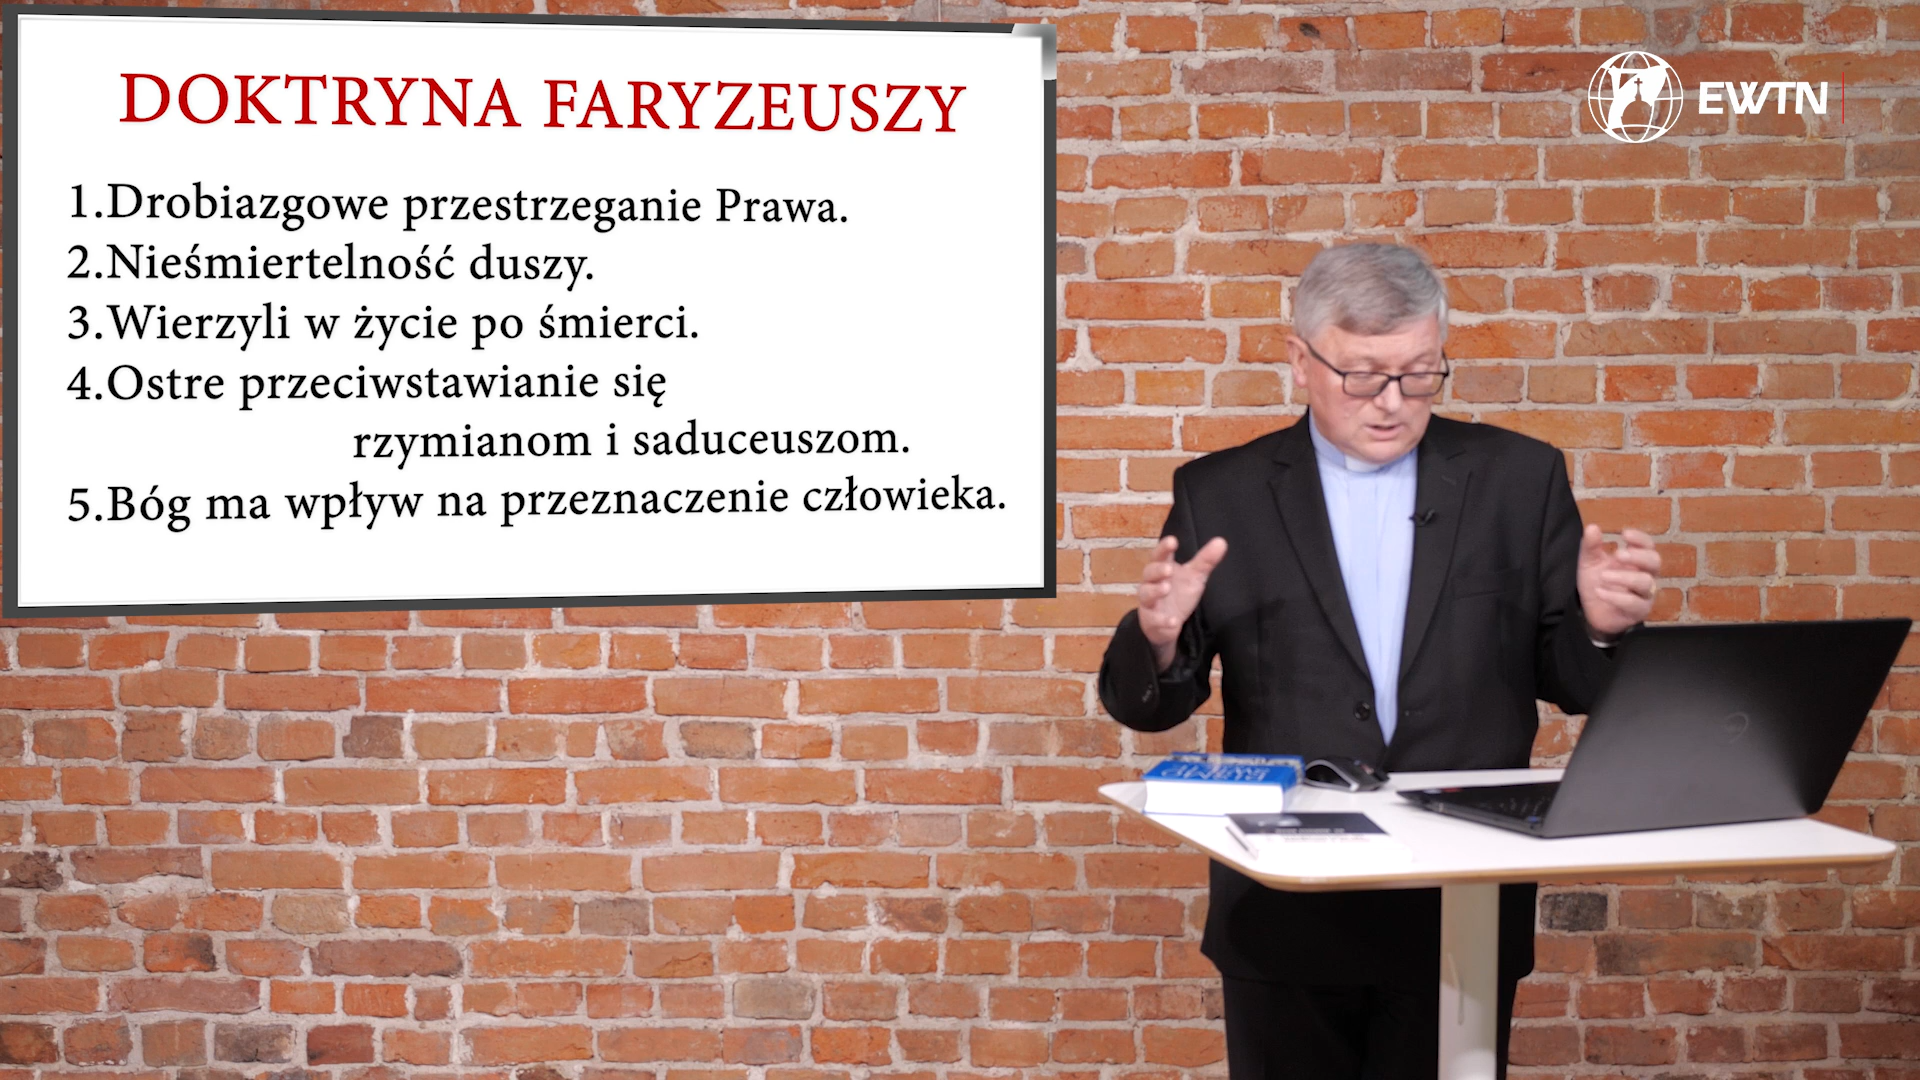 DOKTRYNA FARYZEUSZY
1.Drobiazgowe przestrzeganie Prawa.
2.Nieśmiertelność duszy.
3.Wierzyli w życie po śmierci.
4.Ostre przeciwstawianie się
rzymianom i saduceuszom.
5.Bóg ma wpływ na przeznaczenie człowieka.
EWTN